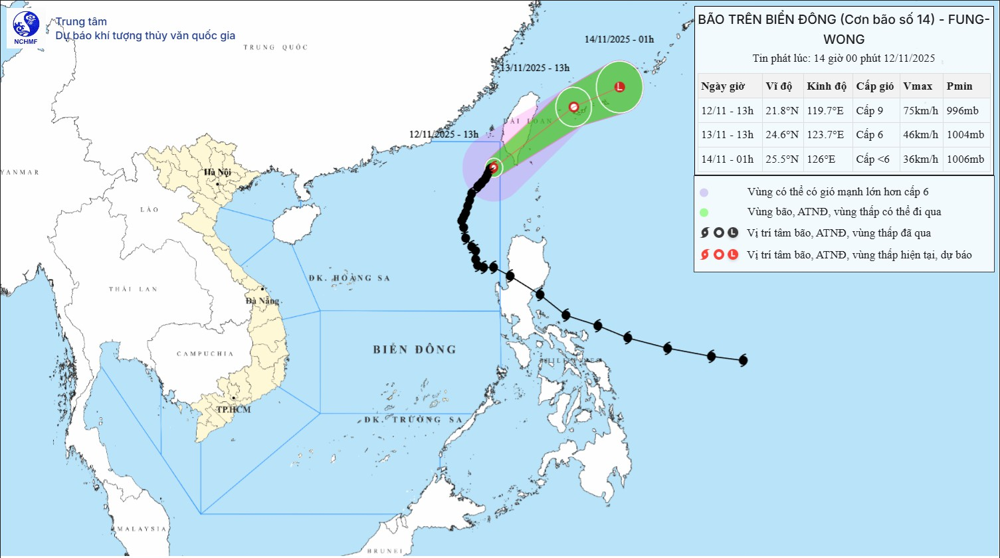 Trung tâm
Dự báo khí tượng thủy văn quốc gia
NCHMF
BÃO TRÊN BIỂN ĐÔNG (Cơn bão số 14) - FUNG-
WONG
Tin phát lúc: 14 giờ 00 phút 12/11/2025
Ngày giờ Vĩ độ Kinh độ Cấp gió Vmax Pmin
12/11 - 13h 21.8°N 119.7°E Cấp 9 75km/h 996mb
13/11 - 13h 24.6°N 123.7°E Cấp 6 46km/h 1004mb
14/11 - 01h 25.5°N 126°E Cấp <6 36km/h 1006mb
Vùng có thể có gió mạnh lớn hơn cấp 6
Vùng bão, ATNĐ, vùng thấp có thể đi qua
L Vị trí tâm bão, ATNĐ, vùng thấp đã qua
L Vị trí tâm bão, ATNĐ, vùng thấp hiện tại, dự báo
14/11/2025 - 01h
TRUNG QUỐC
13/11/2025 - 13h
L
ĐÀI LOAN
12/11/2025 - 13h
Hà Nội
YANMAR
LÀO
ĐK. HOÀNG SA
THÁI LAN
Đà Nẵng
BIỂN ĐÔNG
CAMPUCHIA
PHILIPPINES
TP.HCM
ĐK. TRƯỜNG SA
MALAYSIA
BRUNEI